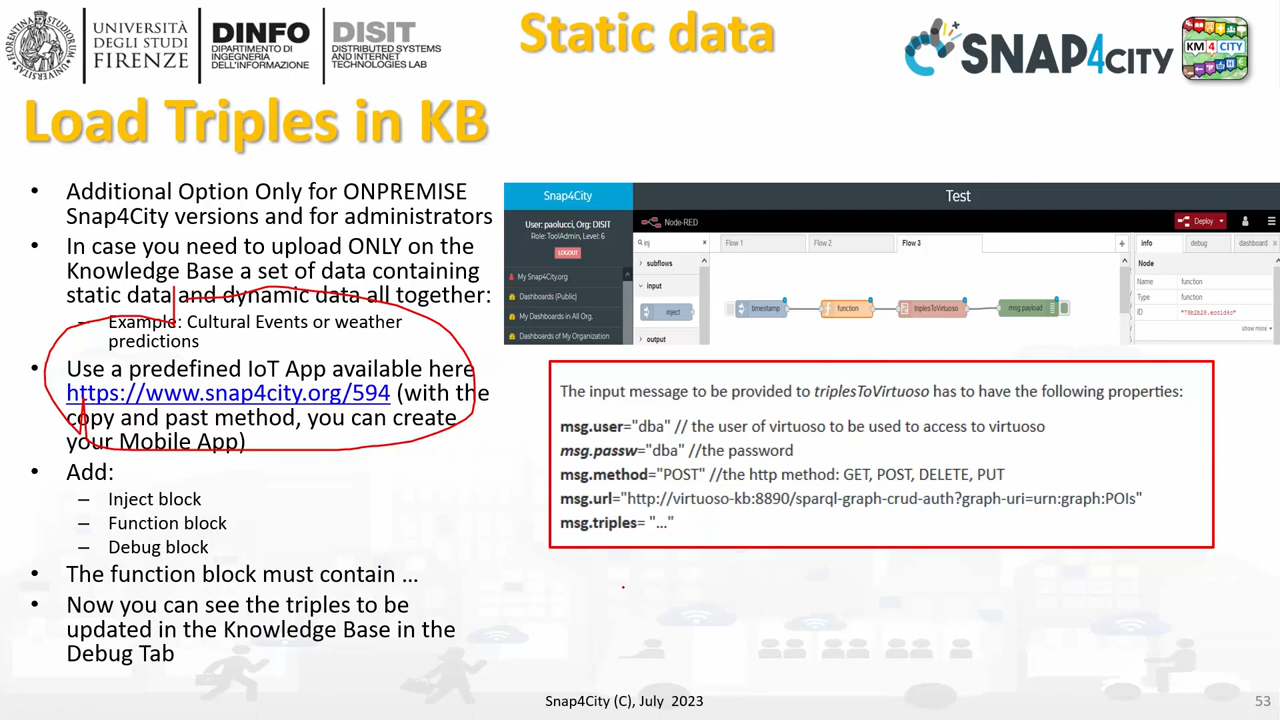 UNIVERSITÀ
DEGLI STUDI
FIRENZE
DINFO
DIPARTIMENTO DI
INGEGNERIA
DELL'INFORMAZIONE
DISIT
DISTRIBUTED SYSTEMS
AND INTERNET
TECHNOLOGIES LAB
Static data
SNAP4CITY
KM4CITY
Load Triples in KB
• Additional Option Only for ONPREMISE
Snap4City versions and for administrators
• In case you need to upload ONLY on the
Knowledge Base a set of data containing
static data and dynamic data all together:
– Example: Cultural Events or weather
predictions
• Use a predefined IoT App available here
https://www.snap4city.org/594 (with the
copy and past method, you can create
your Mobile App)
• Add:
– Inject block
– Function block
– Debug block
• The function block must contain …
• Now you can see the triples to be
updated in the Knowledge Base in the
Debug Tab
Snap4City
Test
User: paolucci, Org: DISIT
Role: ToolAdmin, Level: 6
LOGOUT
My Snap4City.org
Dashboards (Public)
My Dashboards in All Org.
Dashboards of My Organization
Node-RED
Deploy
inj
Flow 1
Flow 2
Flow 3
info
debug
dashboard
subflows
input
inject
output
timestamp
function
triplesToVirtuoso
msg.payload
Node
Name
function
Type
function
ID
show more
The input message to be provided to triplesToVirtuoso has to have the following properties:
msg.user="dba" // the user of virtuoso to be used to access to virtuoso
msg.passw="dba" //the password
msg.method="POST" //the http method: GET, POST, DELETE, PUT
msg.url="http://virtuoso-kb:8890/sparql-graph-crud-auth?graph-uri=urn:graph:POIs"
msg.triples= "..."
Snap4City (C), July 2023
53